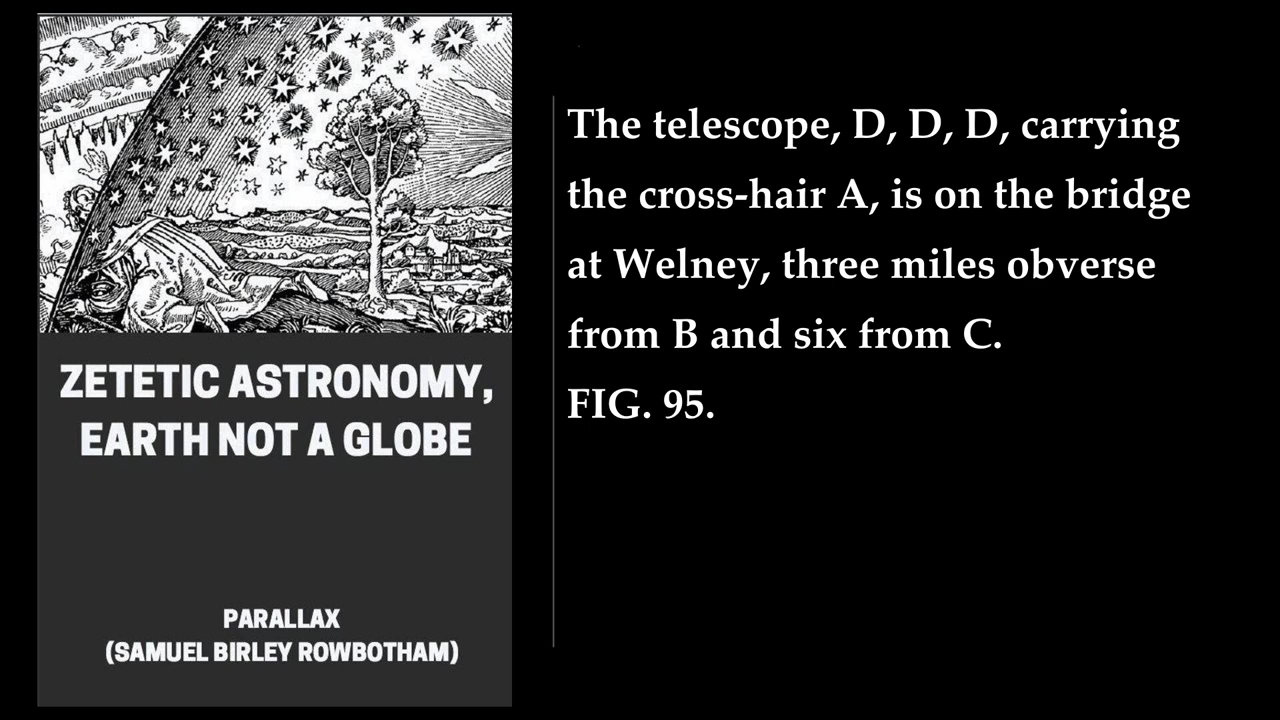 ZETETIC ASTRONOMY,
EARTH NOT A GLOBE
PARALLAX
(SAMUEL BIRLEY ROWBOTHAM)
The telescope, D, D, D, carrying
the cross-hair A, is on the bridge
at Welney, three miles obverse
from B and six from C.
FIG. 95.